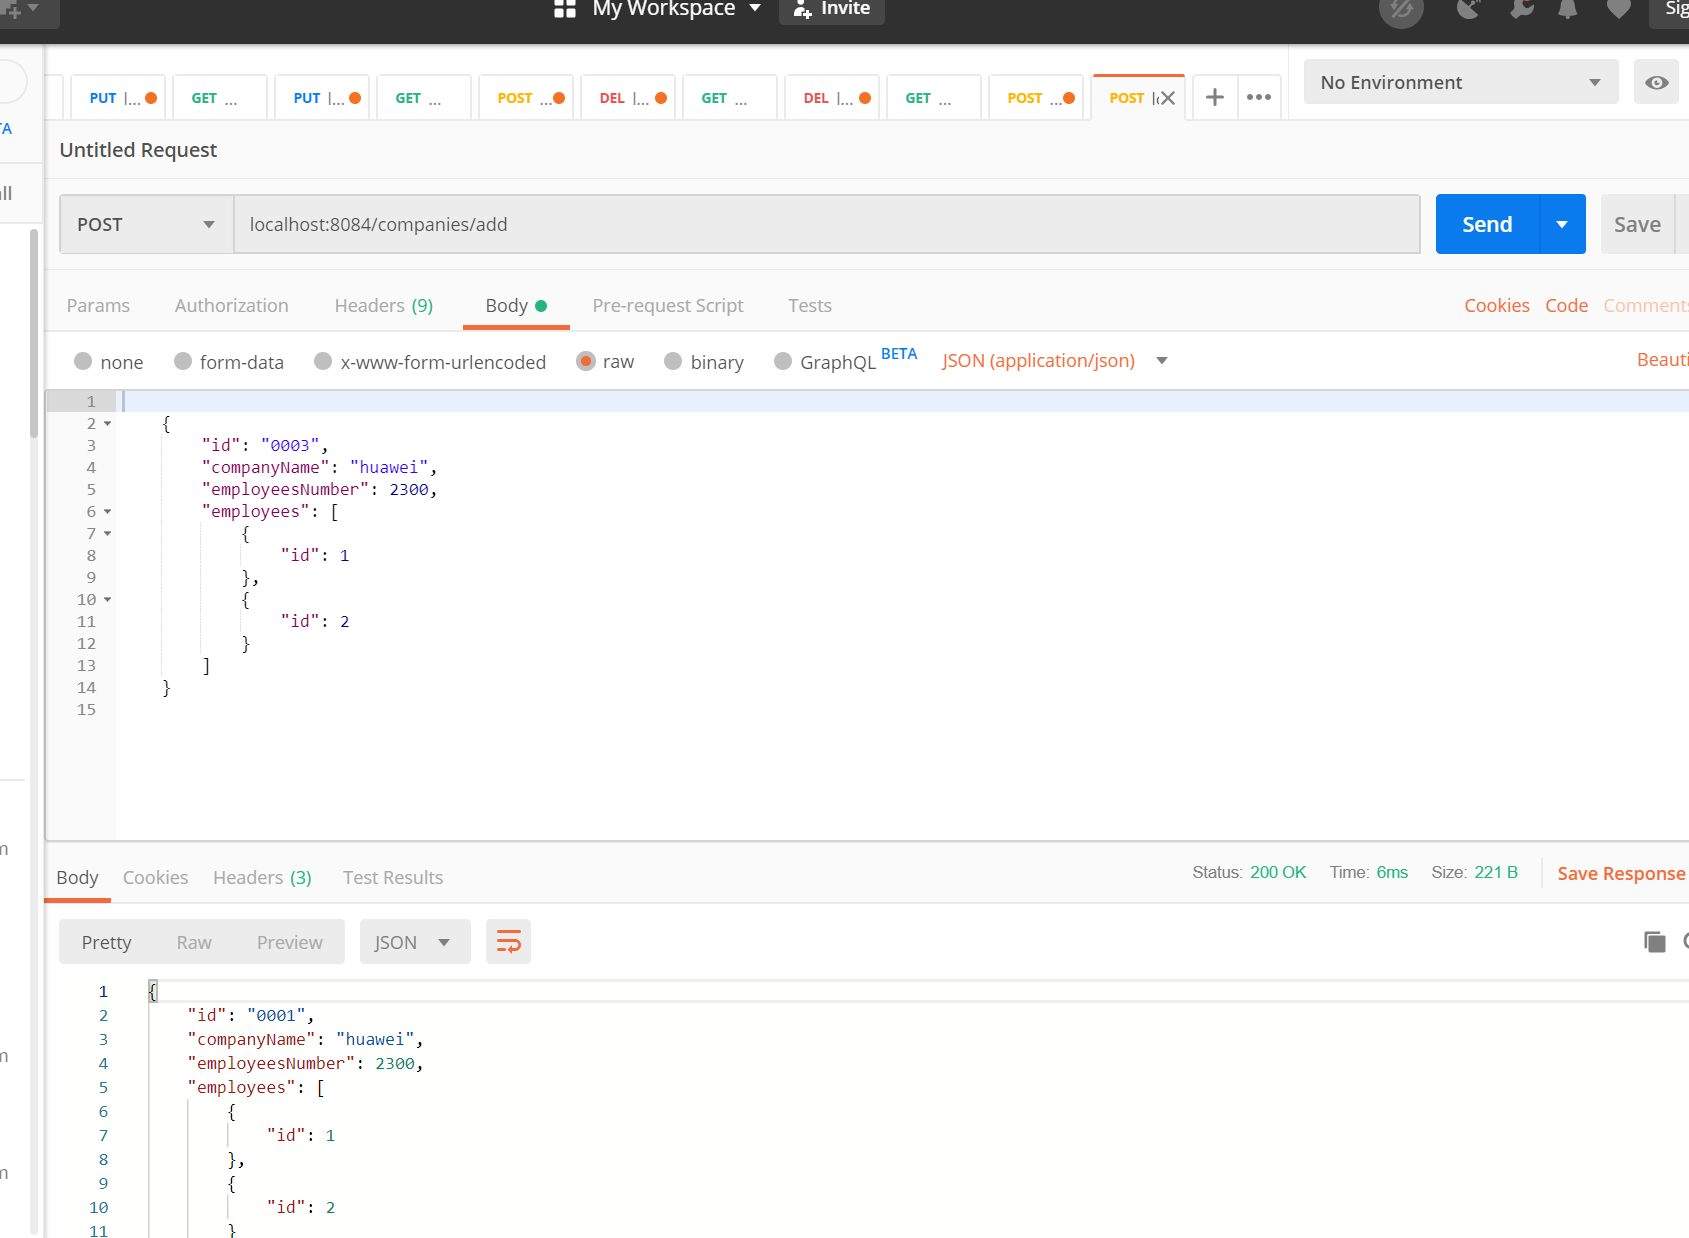 My Workspace Invite Sig
PUT l... GET ... PUT l... GET ... POST ... DEL l... GET ... DEL l... GET ... POST ... POST No Environment
TA
Untitled Request
all
POST localhost:8084/companies/add Send Save
Params Authorization Headers (9) Body Pre-request Script Tests Cookies Code Comments
none form-data x-www-form-urlencoded raw binary GraphQL BETA JSON (application/json) Beauti
1
2 {
3 "id": "0003",
4 "companyName": "huawei",
5 "employeesNumber": 2300,
6 "employees": [
7 {
8 "id": 1
9 },
10 {
11 "id": 2
12 }
13 ]
14 }
15
Body Cookies Headers (3) Test Results Status: 200 OK Time: 6ms Size: 221 B Save Response
Pretty Raw Preview JSON
1 {
2 "id": "0001",
3 "companyName": "huawei",
4 "employeesNumber": 2300,
5 "employees": [
6 {
7 "id": 1
8 },
9 {
10 "id": 2
11 }